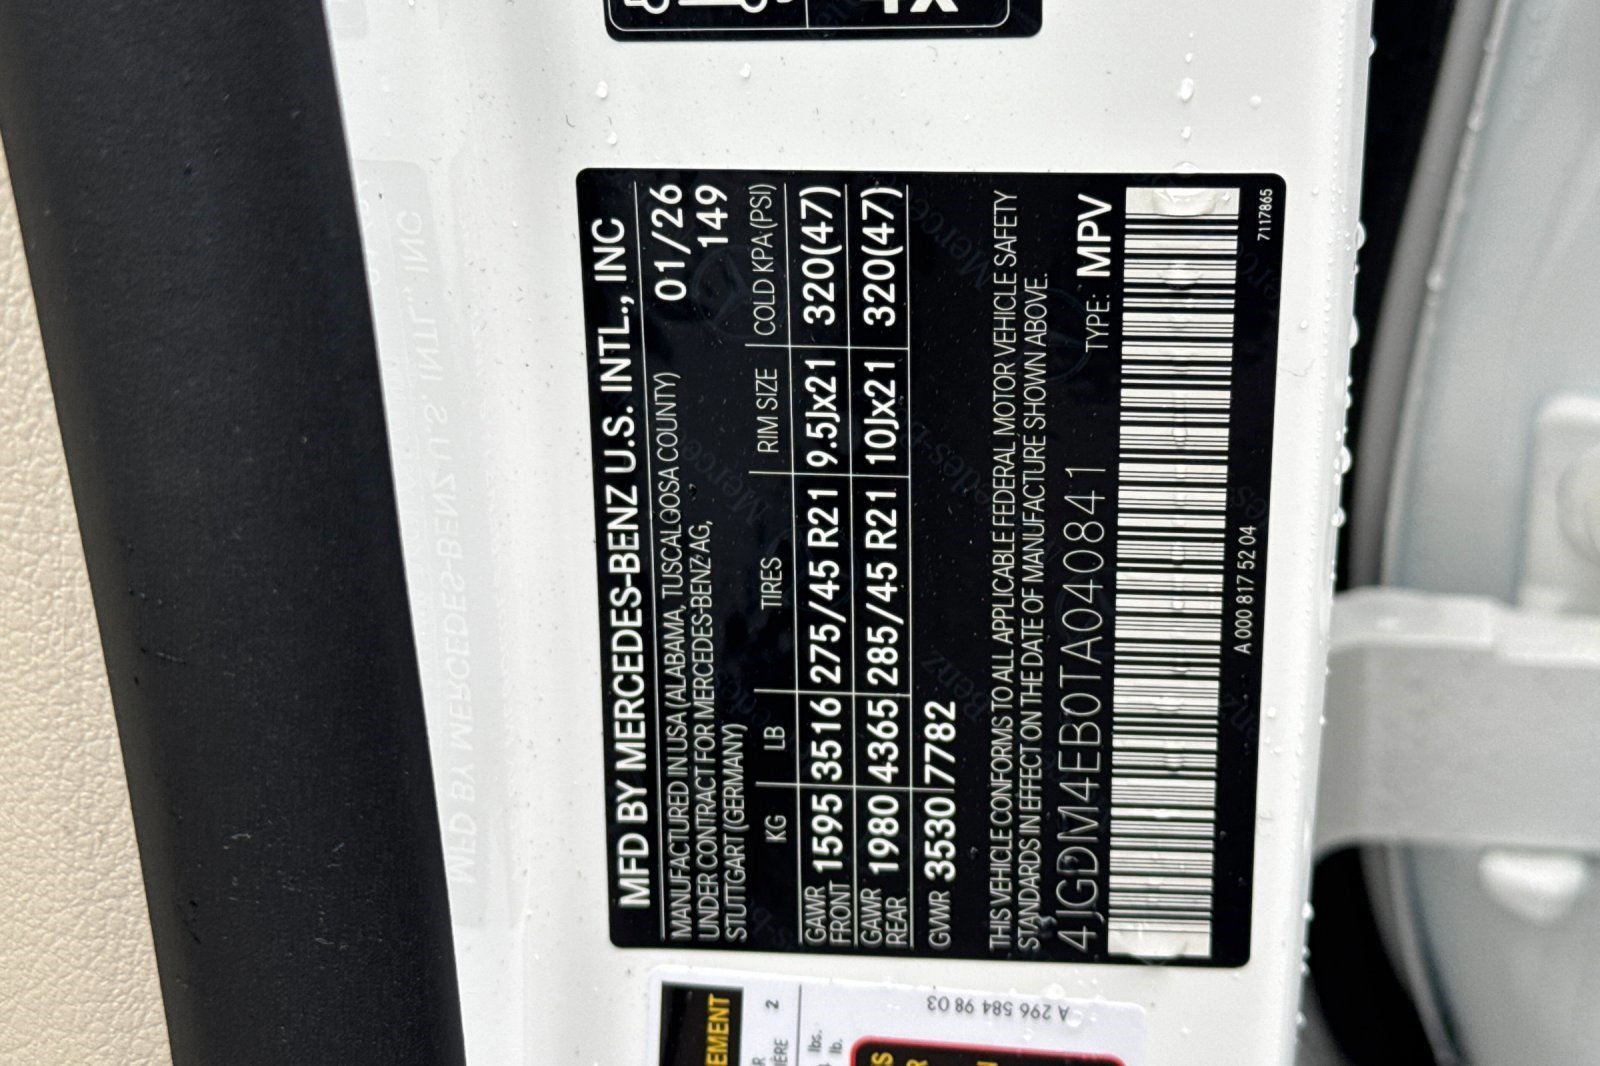 4x
MFD BY MERCEDES-BENZ U.S. INTL., INC
MANUFACTURED IN USA (ALABAMA, TUSCALGOSA COUNTY) 01/26
UNDER CONTRACT FOR MERCEDES-BENZ AG, 149
STUTTGART (GERMANY)
KG LB TIRES RIM SIZE COLD KPA (PSI)
GAWR FRONT 1595 3516 275/45 R21 9.5Jx21 320(47)
GAWR REAR 1980 4365 285/45 R21 10Jx21 320(47)
GVWR 3530 7782
THIS VEHICLE CONFORMS TO ALL APPLICABLE FEDERAL MOTOR VEHICLE SAFETY
STANDARDS IN EFFECT ON THE DATE OF MANUFACTURE SHOWN ABOVE.
4JGDM4EB0TA040841 TYPE: MPV
A 000 817 52 04
7117865
A 296 584 98 03
2
lbs.
lb.